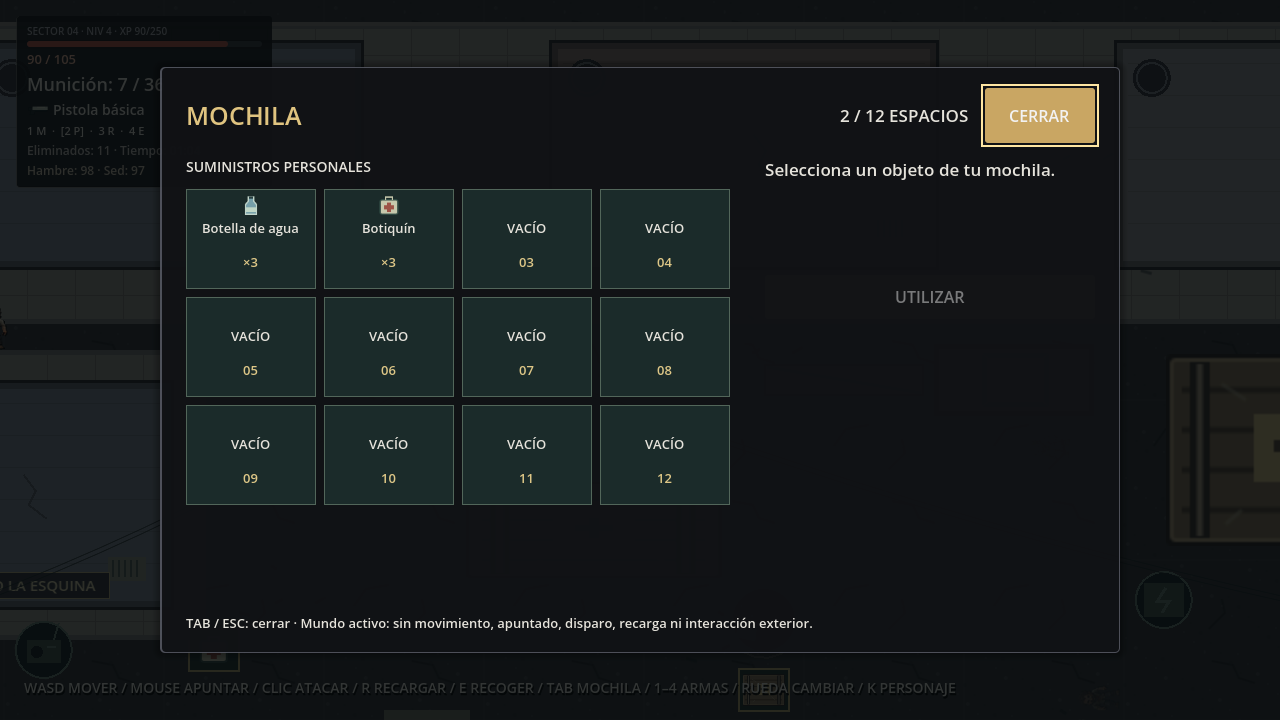 SECTOR 04 · NIV 4 · XP 90/250
90 / 105
Munición: 7 / 36
Pistola básica
1 M · [2 P] · 3 R · 4 E
Eliminados: 11 · Tiempo
Hambre: 98 · Sed: 97
MOCHILA
2 / 12 ESPACIOS
CERRAR
SUMINISTROS PERSONALES
Selecciona un objeto de tu mochila.
Botella de agua
×3
Botiquín
×3
VACÍO
03
VACÍO
04
UTILIZAR
VACÍO
05
VACÍO
06
VACÍO
07
VACÍO
08
VACÍO
09
VACÍO
10
VACÍO
11
VACÍO
12
LA ESQUINA
TAB / ESC: cerrar · Mundo activo: sin movimiento, apuntado, disparo, recarga ni interacción exterior.
WASD MOVER / MOUSE APUNTAR / CLIC ATACAR / R RECARGAR / E RECOGER / TAB MOCHILA / 1–4 ARMAS / RUEDA CAMBIAR / K PERSONAJE